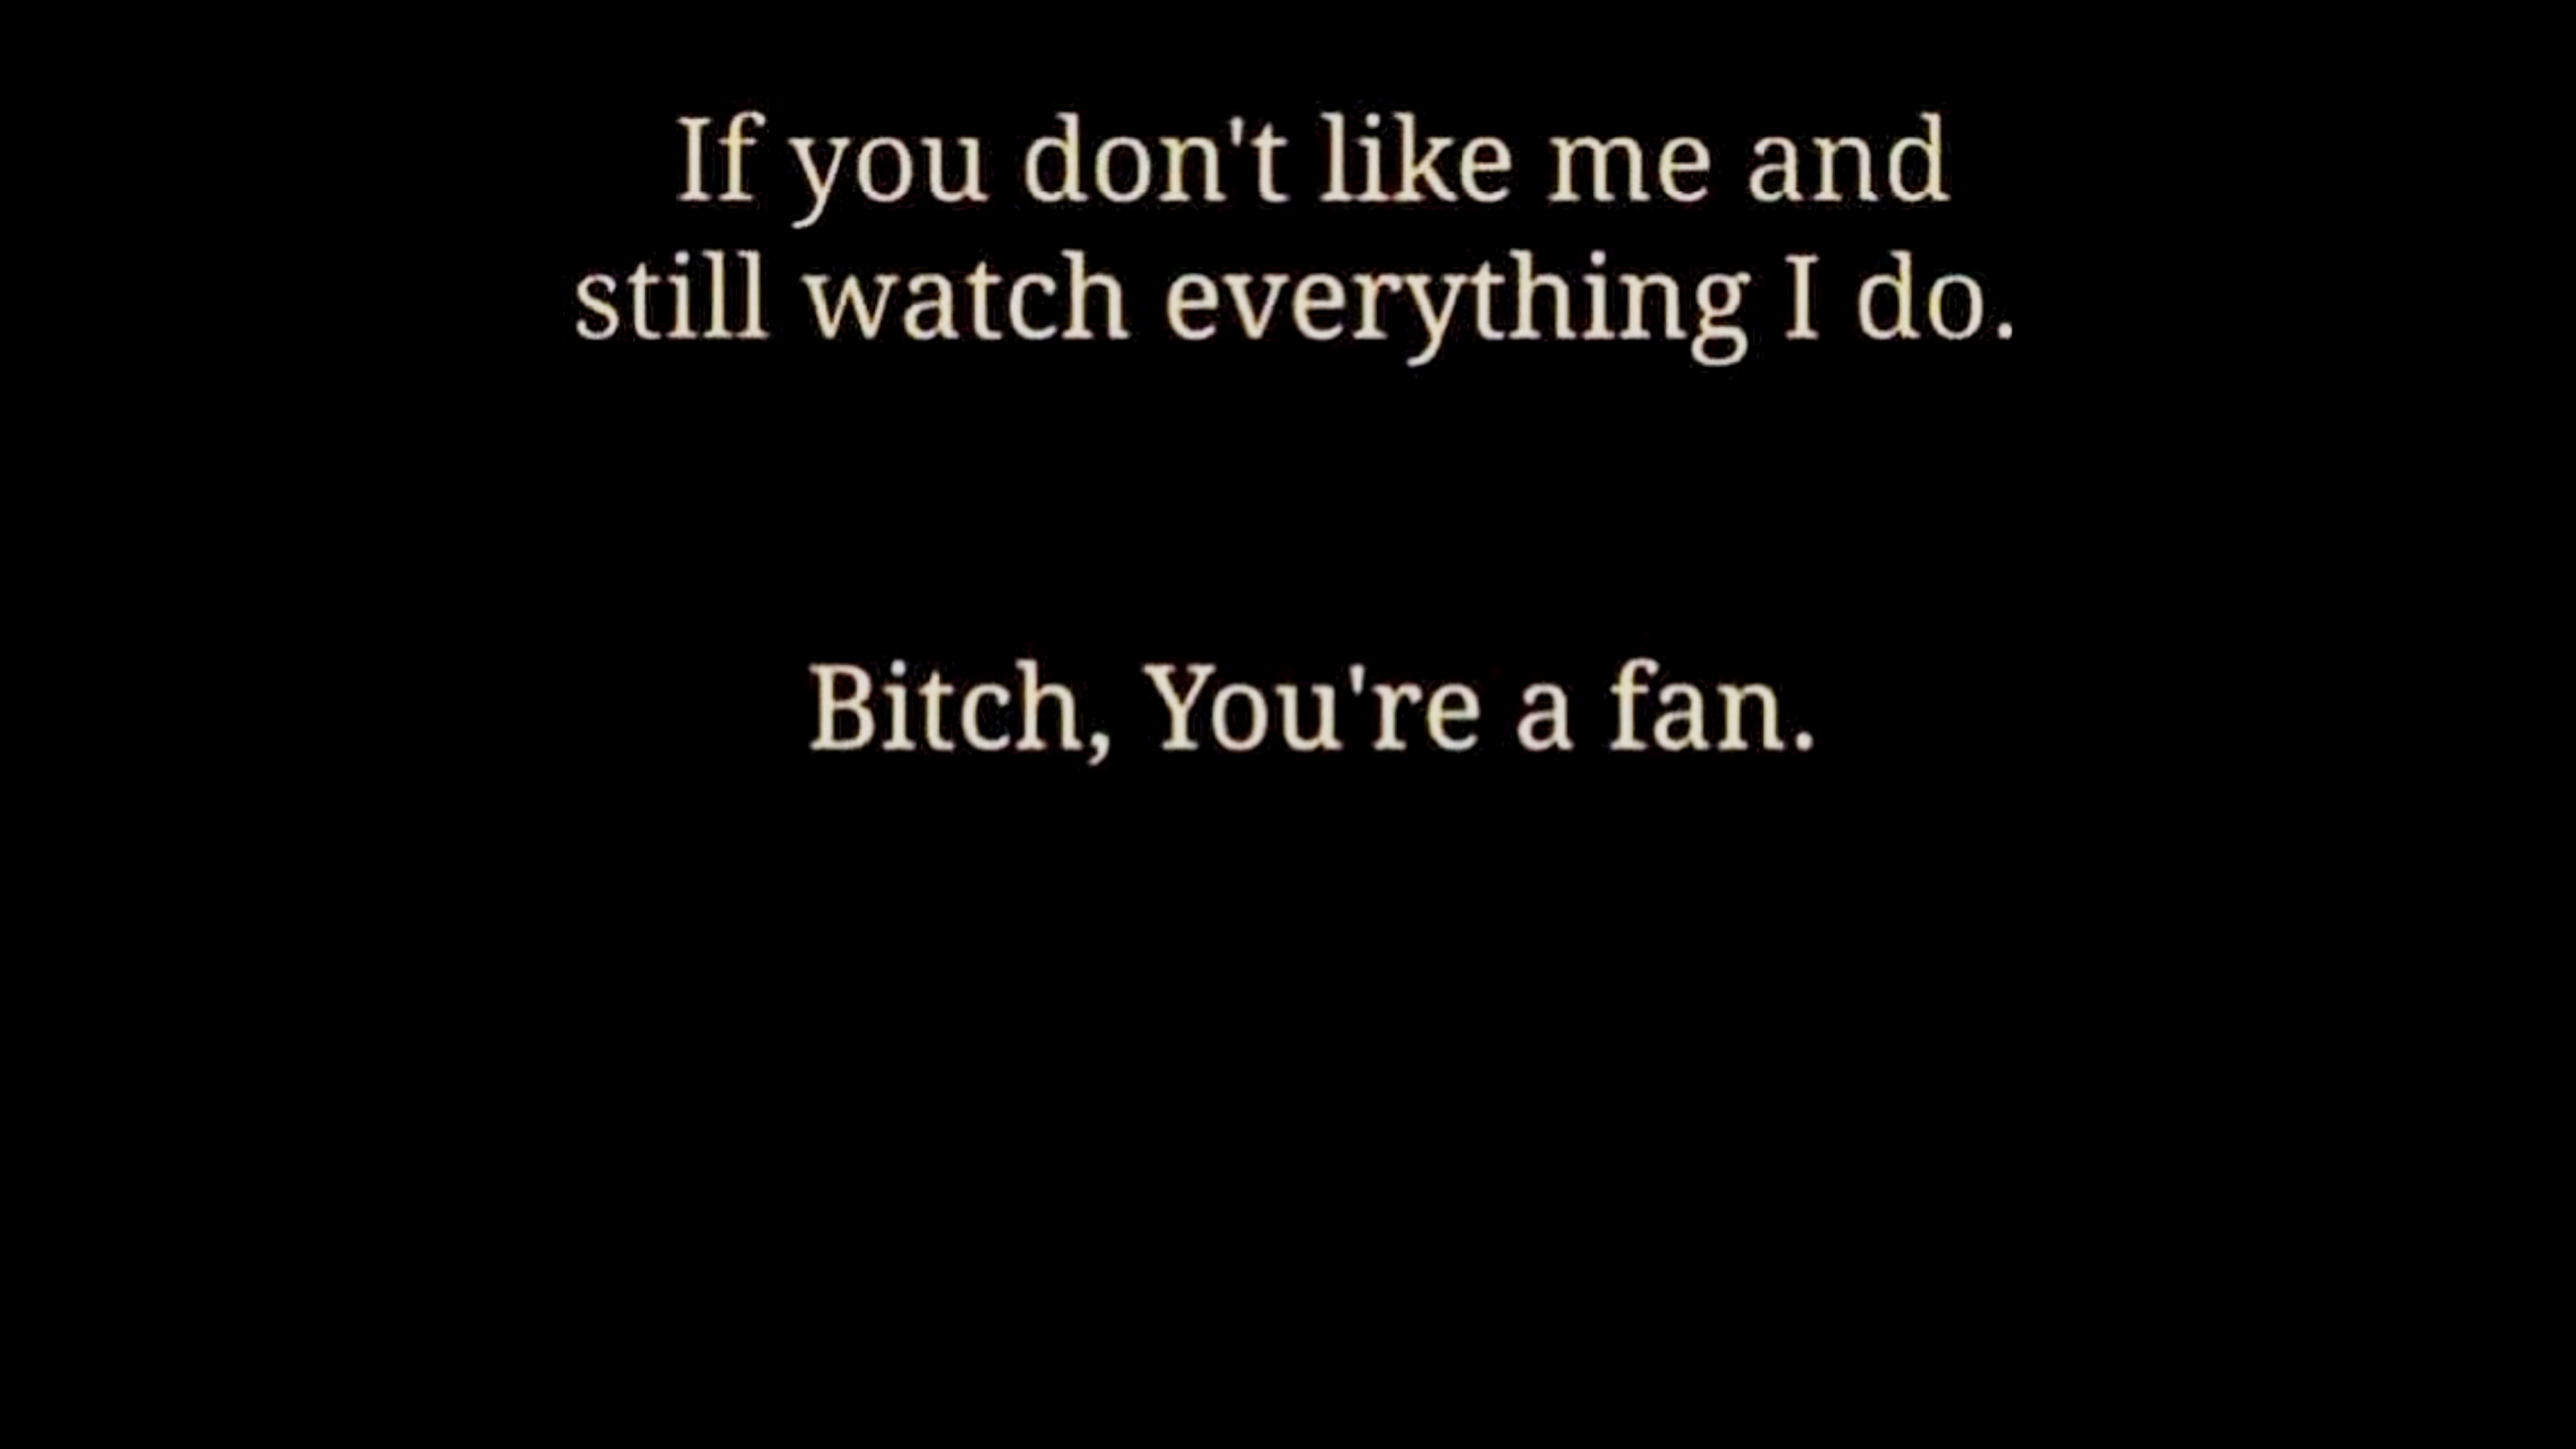 If you don't like me and
still watch everything I do.
Bitch, You're a fan.